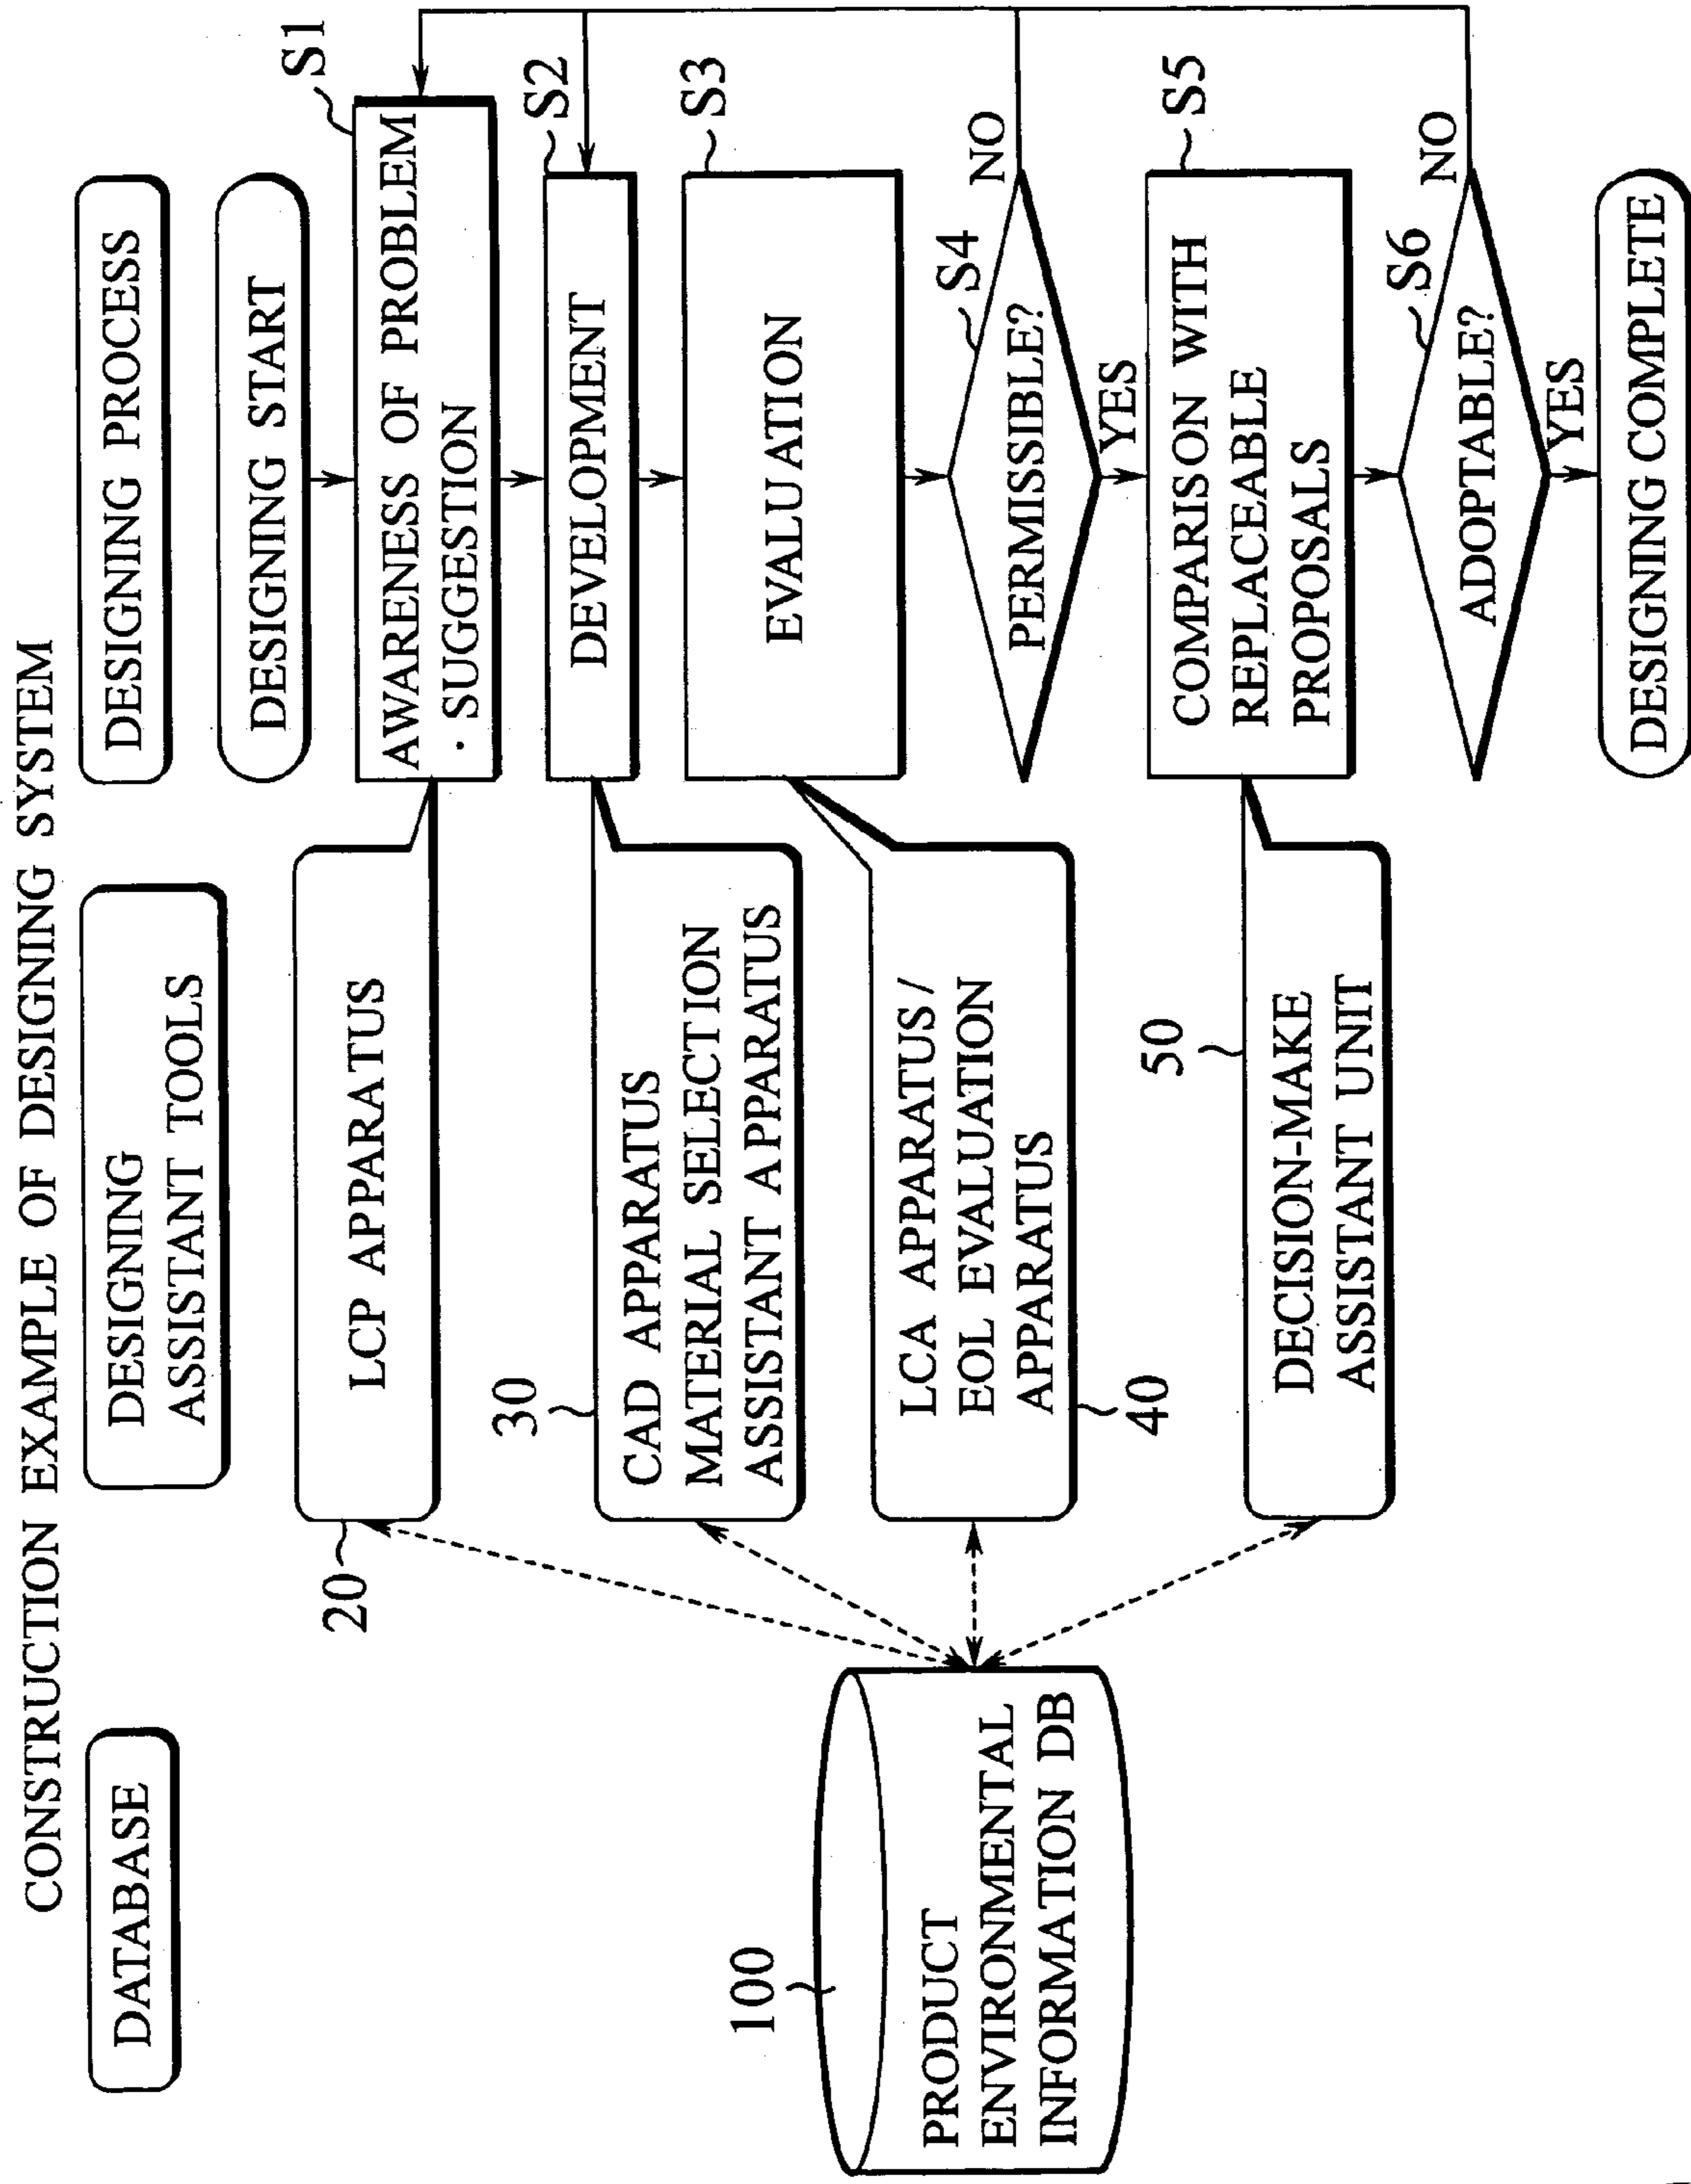 CONSTRUCTION EXAMPLE OF DESIGNING SYSTEM
DATABASE
DESIGNING
ASSISTANT TOOLS
DESIGNING PROCESS
DESIGNING START
S1
AWARENESS OF PROBLEM
· SUGGESTION
20
LCP APPARATUS
S2
DEVELOPMENT
30
CAD APPARATUS
MATERIAL SELECTION
ASSISTANT APPARATUS
S3
EVALUATION
100
PRODUCT
ENVIRONMENTAL
INFORMATION DB
LCA APPARATUS /
EOL EVALUATION
APPARATUS
40
S4
PERMISSIBLE?
NO
YES
50
DECISION-MAKE
ASSISTANT UNIT
S5
COMPARISON WITH
REPLACEABLE
PROPOSALS
S6
ADOPTABLE?
NO
YES
DESIGNING COMPLETE